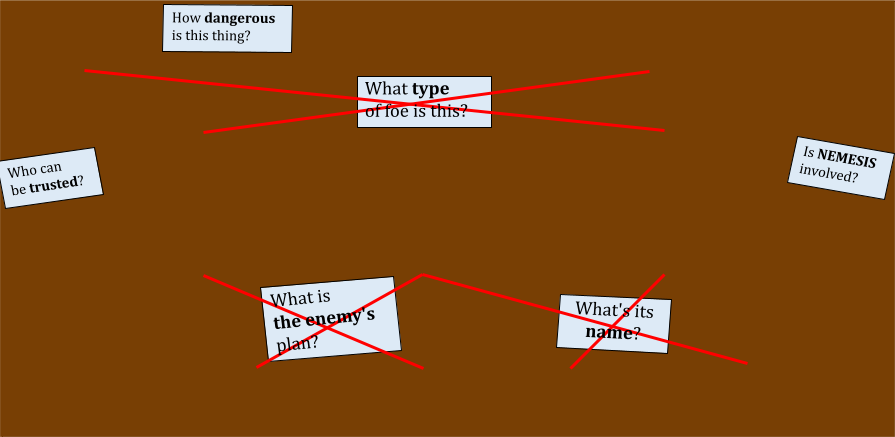 How dangerous
is this thing?
What type
of foe is this?
Who can
be trusted?
Is NEMESIS
involved?
What is
the enemy's
plan?
What's its
name?